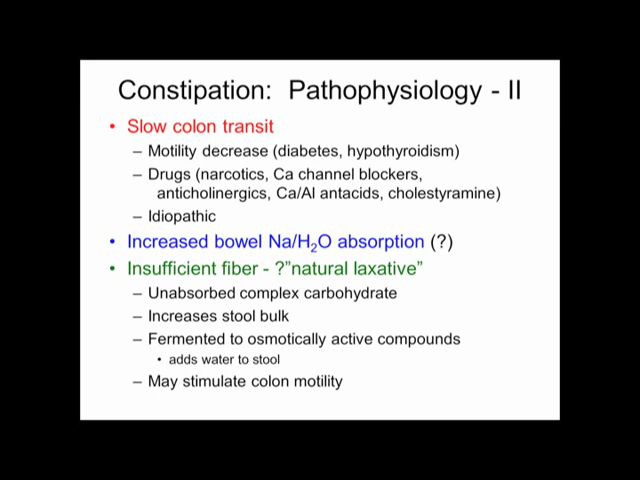 Constipation: Pathophysiology - II
• Slow colon transit
– Motility decrease (diabetes, hypothyroidism)
– Drugs (narcotics, Ca channel blockers,
anticholinergics, Ca/Al antacids, cholestyramine)
– Idiopathic
• Increased bowel Na/H₂O absorption (?)
• Insufficient fiber - ?”natural laxative”
– Unabsorbed complex carbohydrate
– Increases stool bulk
– Fermented to osmotically active compounds
• adds water to stool
– May stimulate colon motility